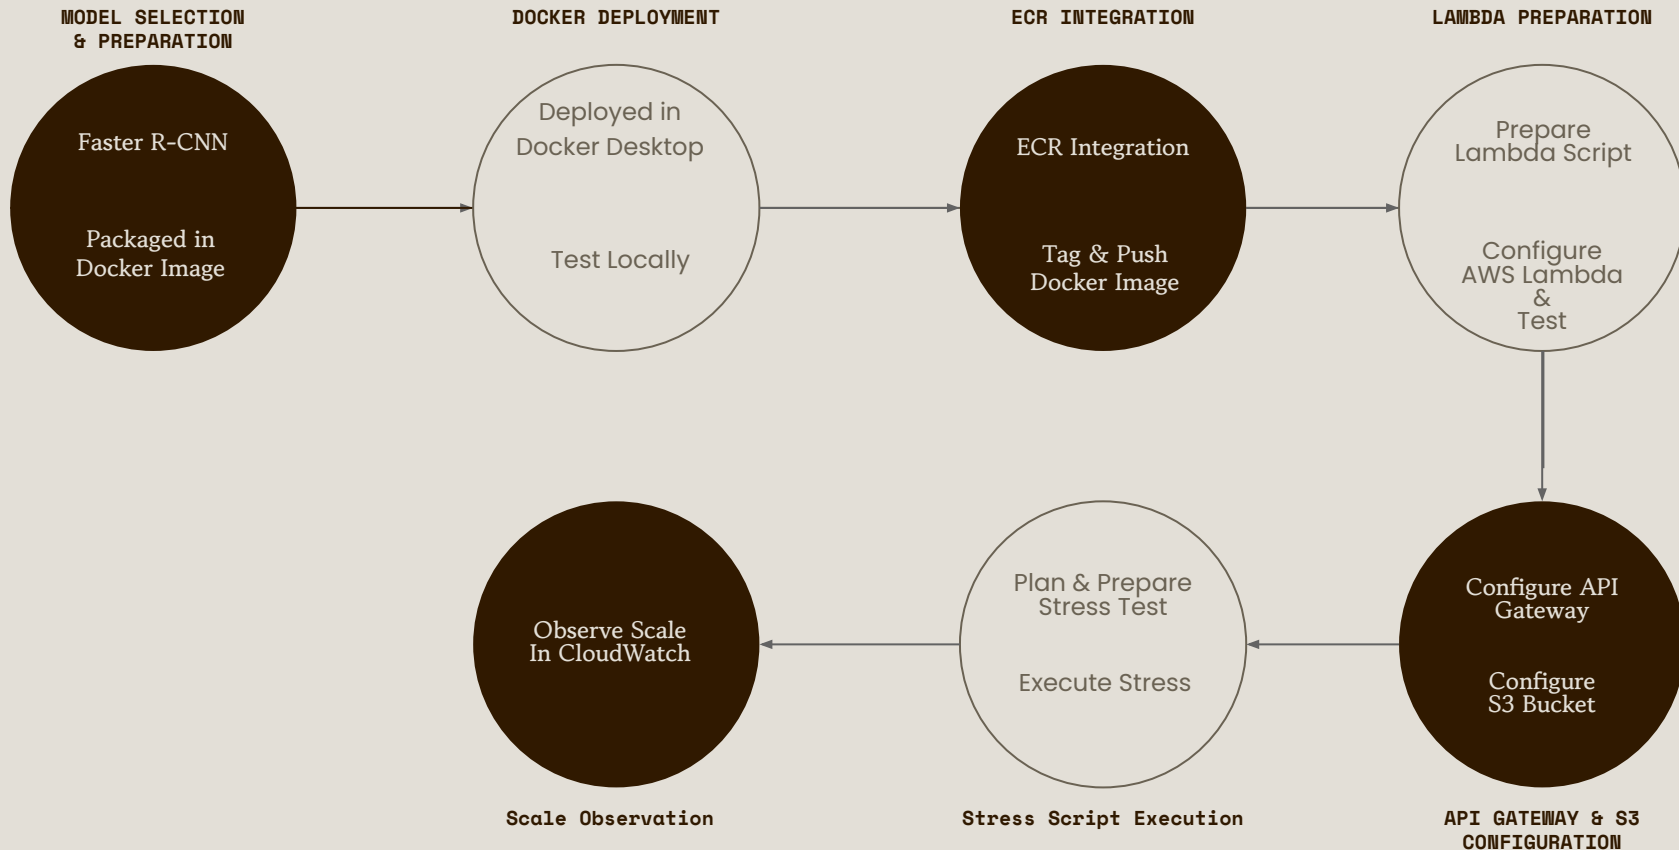 MODEL SELECTION
& PREPARATION
Faster R-CNN
Packaged in
Docker Image
DOCKER DEPLOYMENT
Deployed in
Docker Desktop
Test Locally
ECR INTEGRATION
ECR Integration
Tag & Push
Docker Image
LAMBDA PREPARATION
Prepare
Lambda Script
Configure
AWS Lambda
&
Test
Configure API
Gateway
Configure
S3 Bucket
API GATEWAY & S3
CONFIGURATION
Plan & Prepare
Stress Test
Execute Stress
Stress Script Execution
Observe Scale
In CloudWatch
Scale Observation